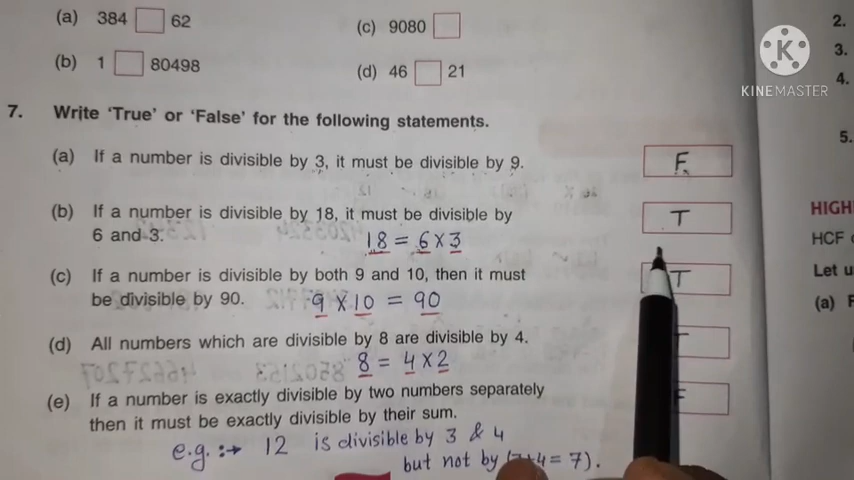 (a) 384 62
(c) 9080
(b) 1 80498
(d) 46 21
K
KINEMASTER
2.
3.
4.
5.
7. Write 'True' or 'False' for the following statements.
(a) If a number is divisible by 3, it must be divisible by 9. F
(b) If a number is divisible by 18, it must be divisible by T
6 and 3. 18 = 6 x 3
(c) If a number is divisible by both 9 and 10, then it must T
be divisible by 90. 9 x 10 = 90
(d) All numbers which are divisible by 8 are divisible by 4.
8 = 4 x 2
(e) If a number is exactly divisible by two numbers separately F
then it must be exactly divisible by their sum.
e.g. :→ 12 is divisible by 3 & 4
but not by 4 = 7).
HIGH
HCF
Let u
(a) F